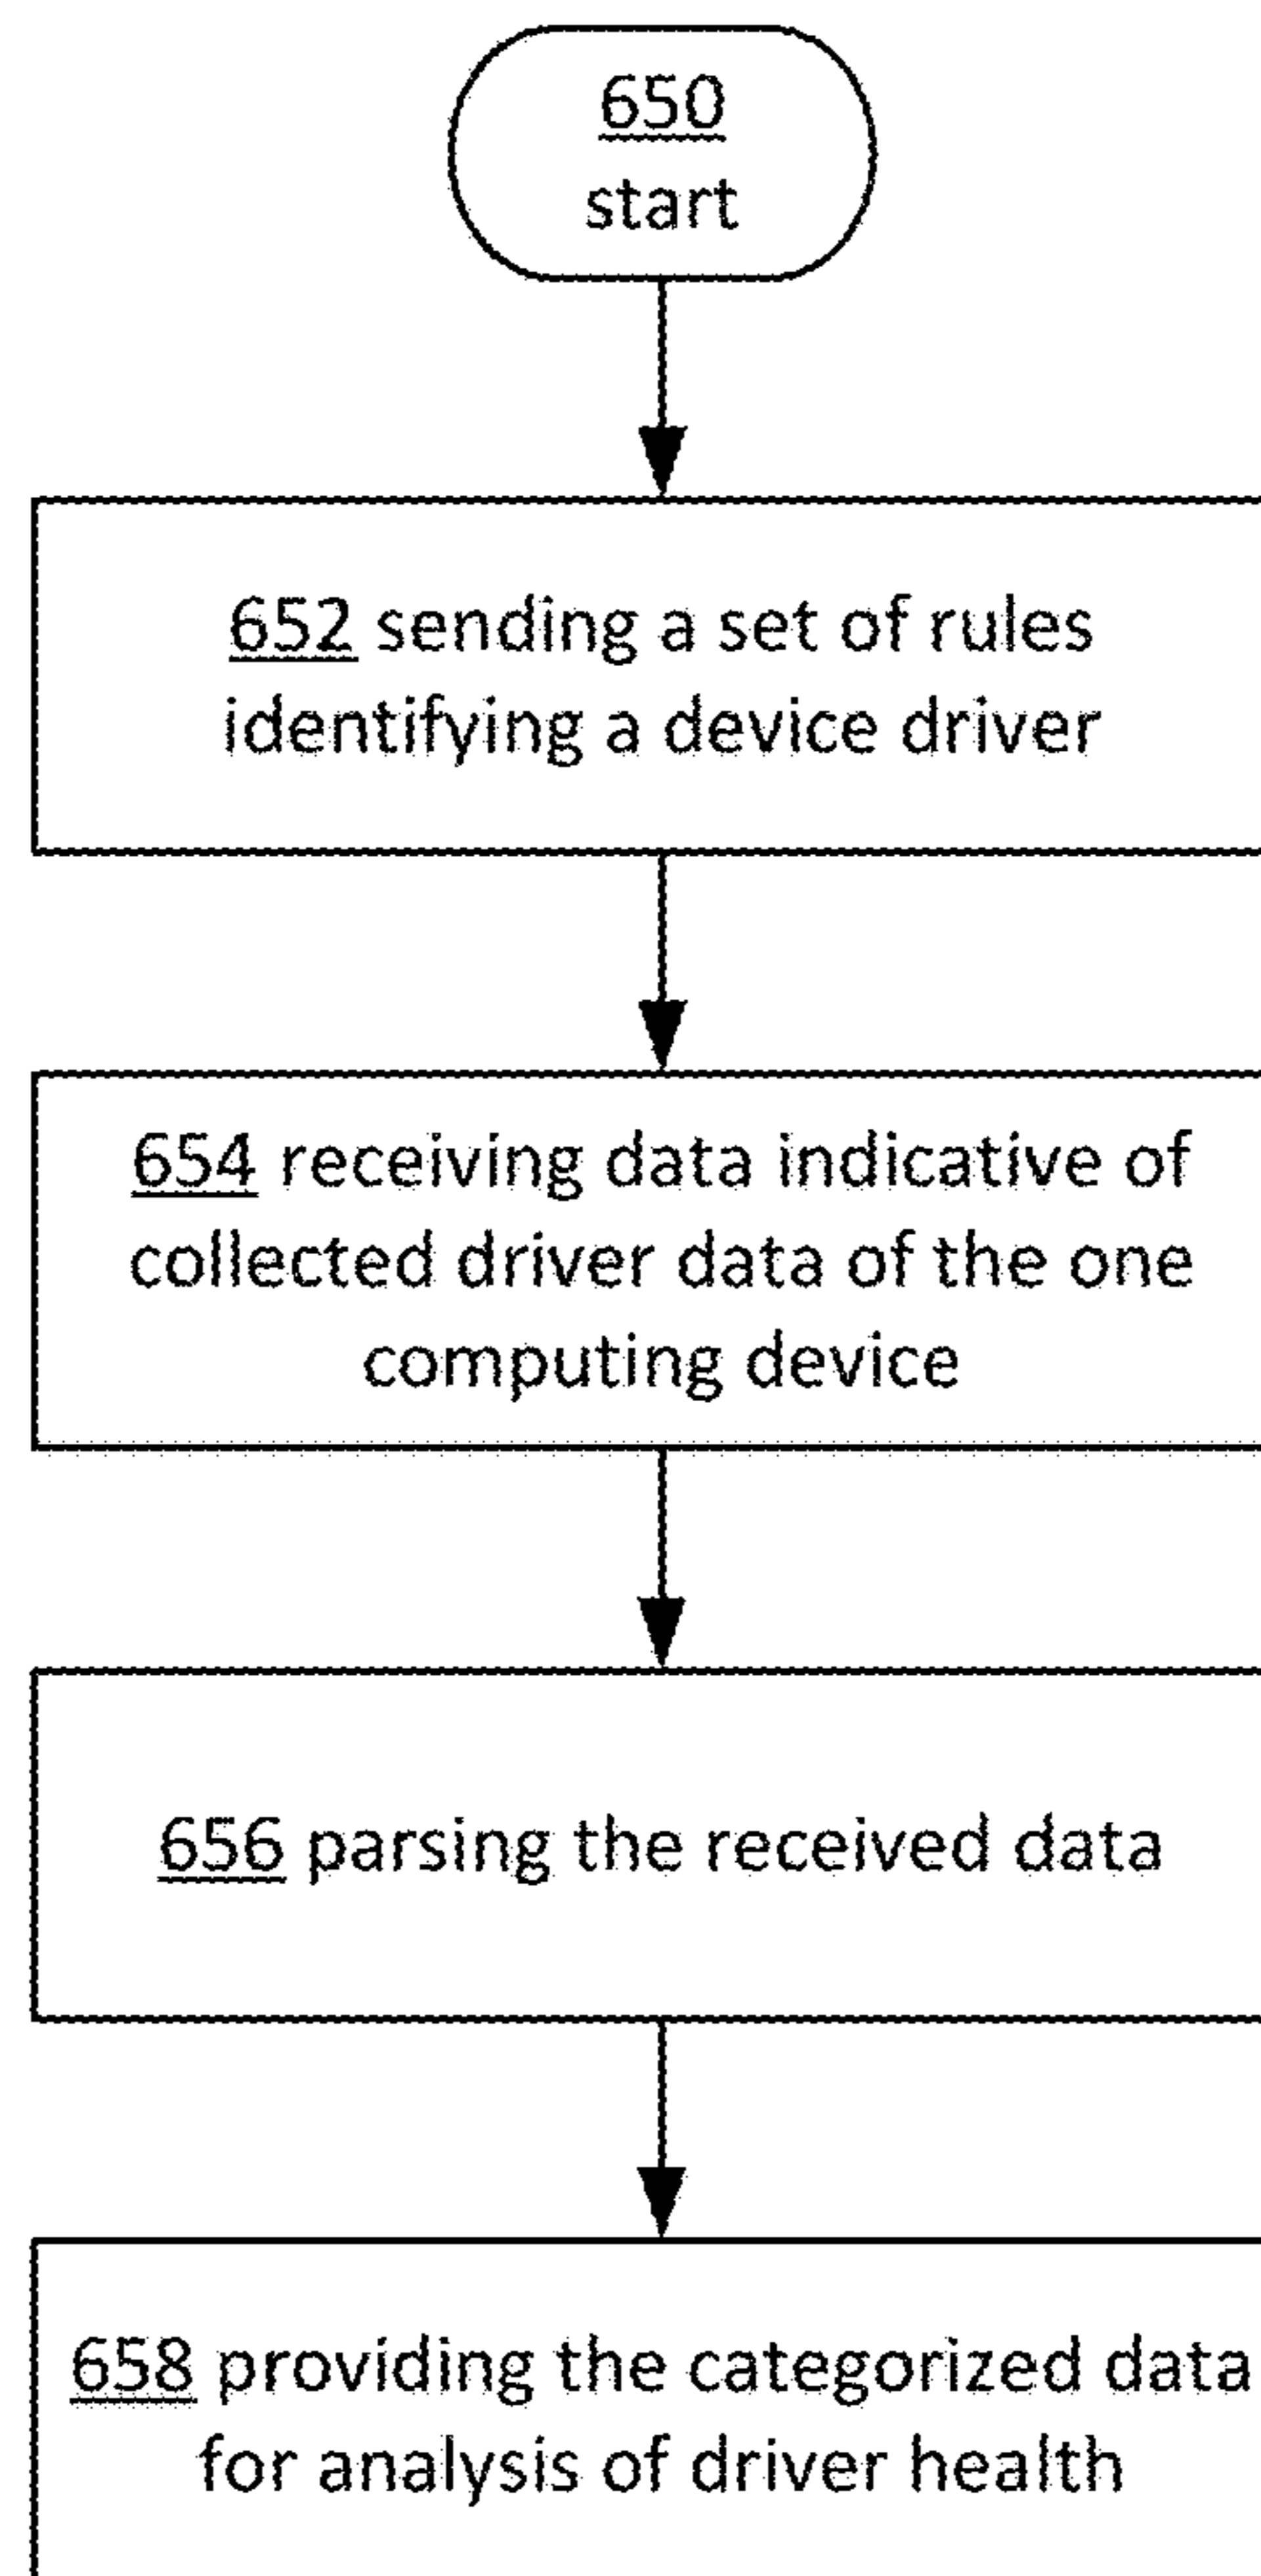 650
start
652 sending a set of rules
identifying a device driver
654 receiving data indicative of
collected driver data of the one
computing device
656 parsing the received data
658 providing the categorized data
for analysis of driver health